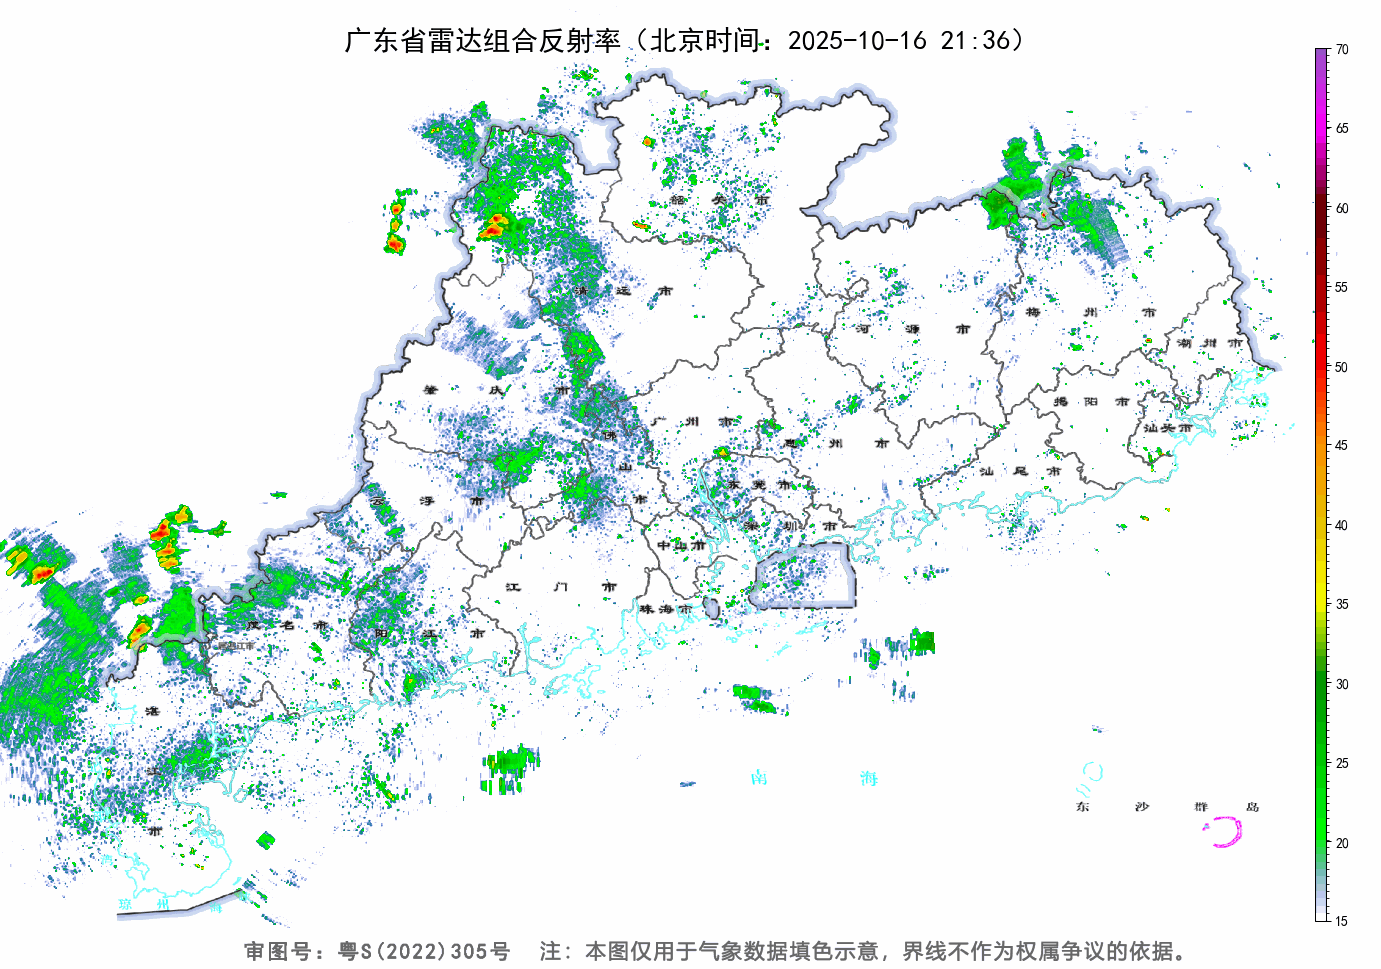 广东省雷达组合反射率（北京时间：2025-10-16 21:36）
70
65
60
55
50
45
40
35
30
25
20
15
韶关市
清远市
河源市
梅州市
潮州市
肇庆市
广州市
惠州市
揭阳市
汕头市
佛山市
东莞市
汕尾市
云浮市
深圳市
中山市
江门市
珠海市
茂名市
阳江市
湛江市
南海
东沙群岛
琼州海
审图号：粤S(2022)305号 注：本图仅用于气象数据填色示意，界线不作为权属争议的依据。